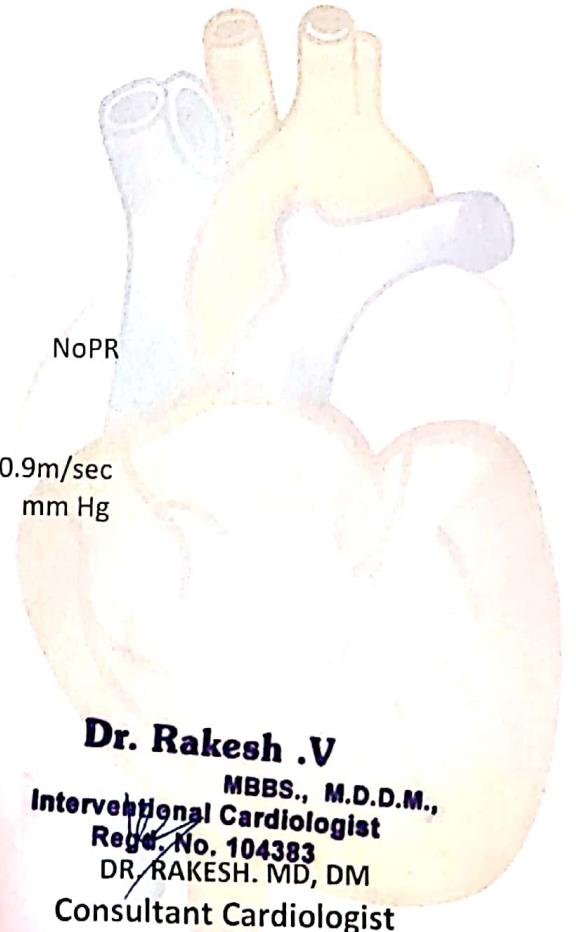 NoPR
0.9m/sec
mm Hg
Dr. Rakesh .V
MBBS., M.D.D.M.,
Interventional Cardiologist
Regd. No. 104383
DR. RAKESH. MD, DM
Consultant Cardiologist